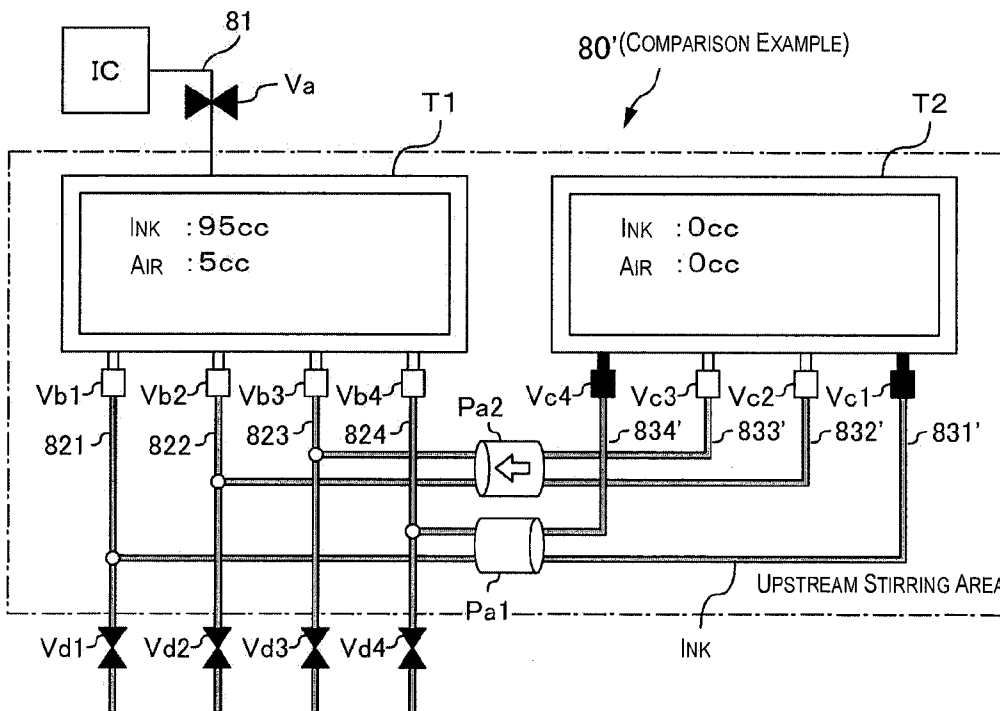 81
IC
Va
80' (COMPARISON EXAMPLE)
T1
T2
INK : 95cc
AIR : 5cc
INK : 0cc
AIR : 0cc
Vb1
Vb2
Vb3
Vb4
Vc4
Vc3
Vc2
Vc1
821
822
823
824
Pa2
834'
833'
832'
831'
Pa1
UPSTREAM STIRRING AREA
INK
Vd1
Vd2
Vd3
Vd4